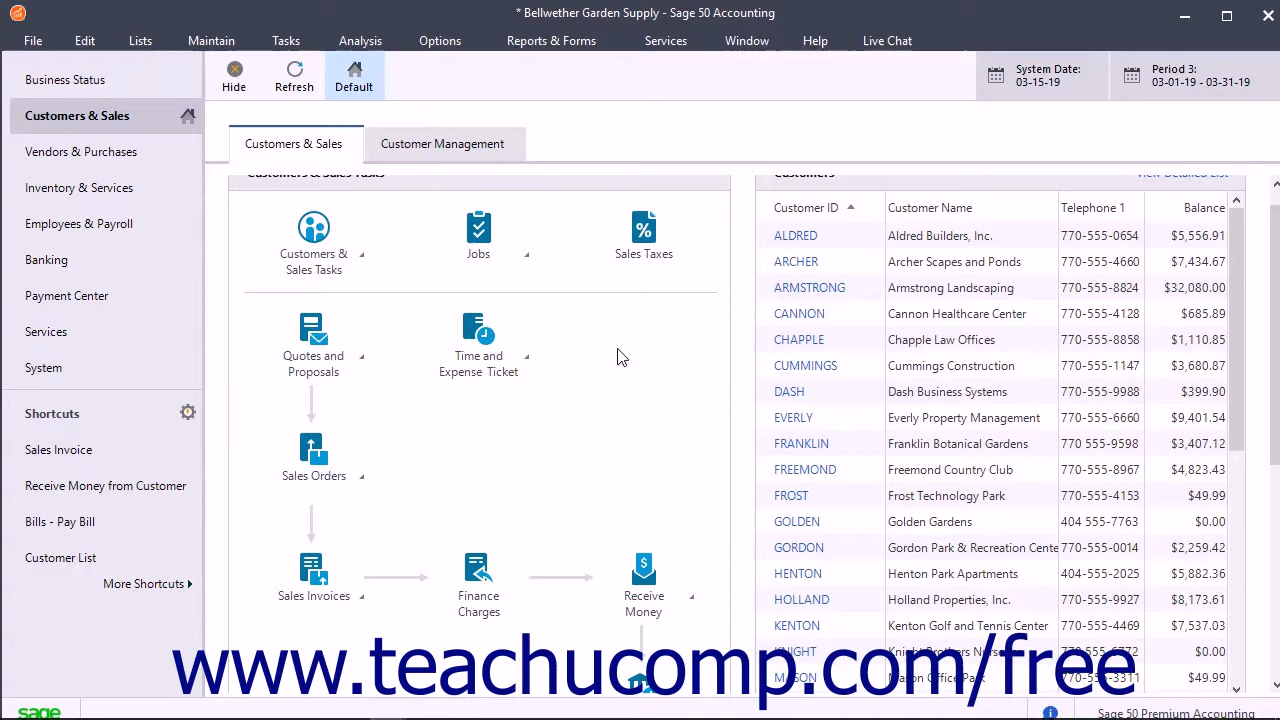 * Bellwether Garden Supply - Sage 50 Accounting
File Edit Lists Maintain Tasks Analysis Options Reports & Forms Services Window Help Live Chat
Business Status
Customers & Sales
Vendors & Purchases
Inventory & Services
Employees & Payroll
Banking
Payment Center
Services
System
Shortcuts
Sales Invoice
Receive Money from Customer
Bills - Pay Bill
Customer List
More Shortcuts
Hide Refresh Default
System Date:
03-15-19
Period 3:
03-01-19 - 03-31-19
Customers & Sales Customer Management
Customers & Sales Tasks
Customers &
Sales Tasks
Jobs
Sales Taxes
Quotes and
Proposals
Time and
Expense Ticket
Sales Orders
Sales Invoices
Finance
Charges
Receive
Money
Customers View Detailed List
Customer ID Customer Name Telephone 1 Balance
ALDRED Aldred Builders, Inc. 770-555-0654 $5,556.91
ARCHER Archer Scapes and Ponds 770-555-4660 $7,434.67
ARMSTRONG Armstrong Landscaping 770-555-8824 $32,080.00
CANNON Cannon Healthcare Center 770-555-4128 $685.89
CHAPPLE Chapple Law Offices 770-555-8858 $1,110.85
CUMMINGS Cummings Construction 770-555-1147 $3,680.87
DASH Dash Business Systems 770-555-9988 $399.90
EVERLY Everly Property Management 770-555-6660 $9,401.54
FRANKLIN Franklin Botanical Gardens 770 555-9598 $3,407.12
FREEMOND Freemond Country Club 770-555-8967 $4,823.43
FROST Frost Technology Park 770-555-4153 $49.99
GOLDEN Golden Gardens 404 555-7763 $0.00
GORDON Gordon Park & Recreation Cente 770-555-0014 $2,259.42
HENTON Henton Park Apartments 404-555-2025 $5,882.36
HOLLAND Holland Properties, Inc. 770-555-9927 $8,173.61
KENTON Kenton Golf and Tennis Center 770-555-4469 $7,537.03
KNIGHT Knight Brothers $0.00
MASON Mason Office Park $49.99
www.teachucomp.com/free
sage
Sage 50 Premium Accounting